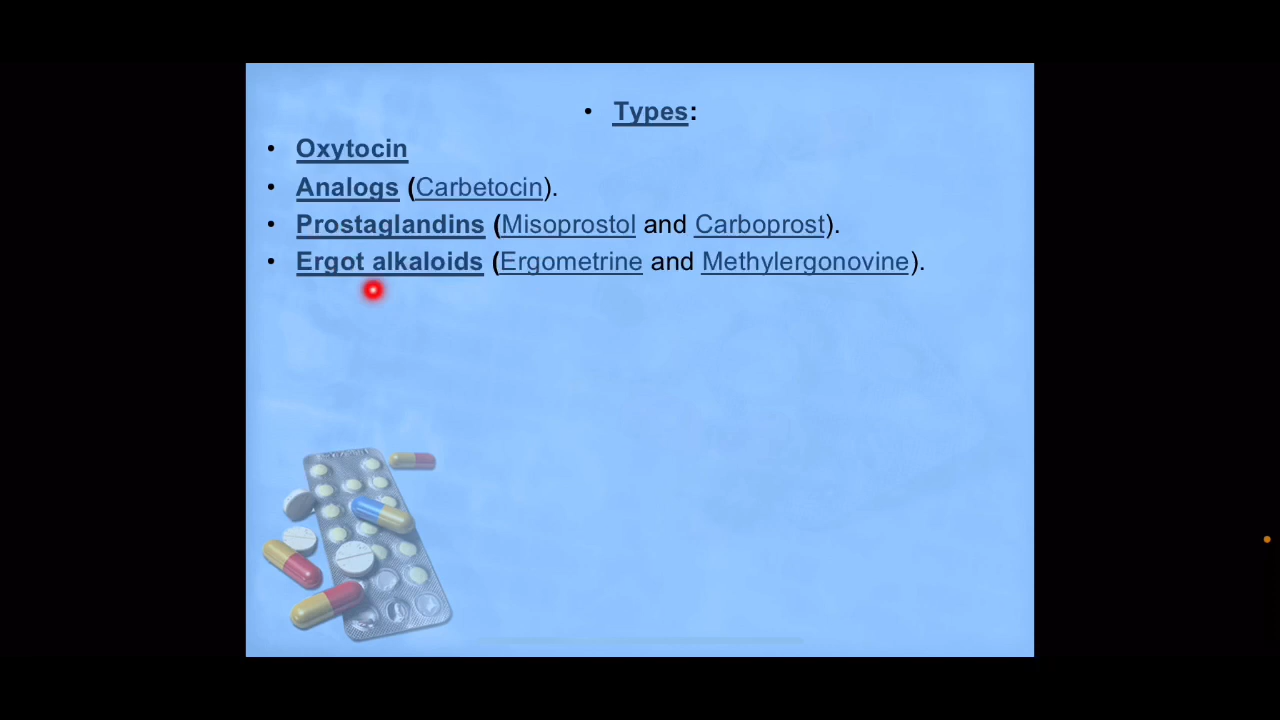 • Types:
• Oxytocin
• Analogs (Carbetocin).
• Prostaglandins (Misoprostol and Carboprost).
• Ergot alkaloids (Ergometrine and Methylergonovine).